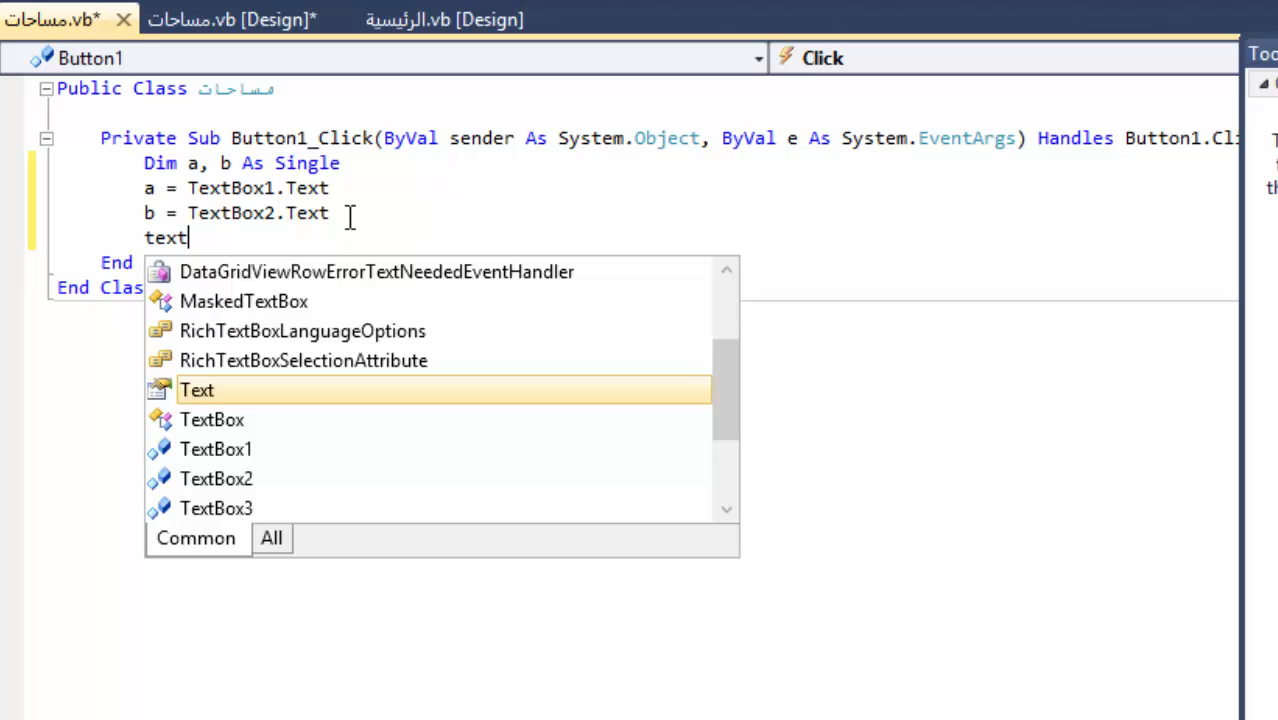 مساحات.vb* مساحات.vb [Design]* الرئيسية.vb [Design]
Button1 Click
Public Class مساحات
Private Sub Button1_Click(ByVal sender As System.Object, ByVal e As System.EventArgs) Handles Button1.Cli
Dim a, b As Single
a = TextBox1.Text
b = TextBox2.Text
text
End
End Clas
DataGridViewRowErrorTextNeededEventHandler
MaskedTextBox
RichTextBoxLanguageOptions
RichTextBoxSelectionAttribute
Text
TextBox
TextBox1
TextBox2
TextBox3
Common All
Too